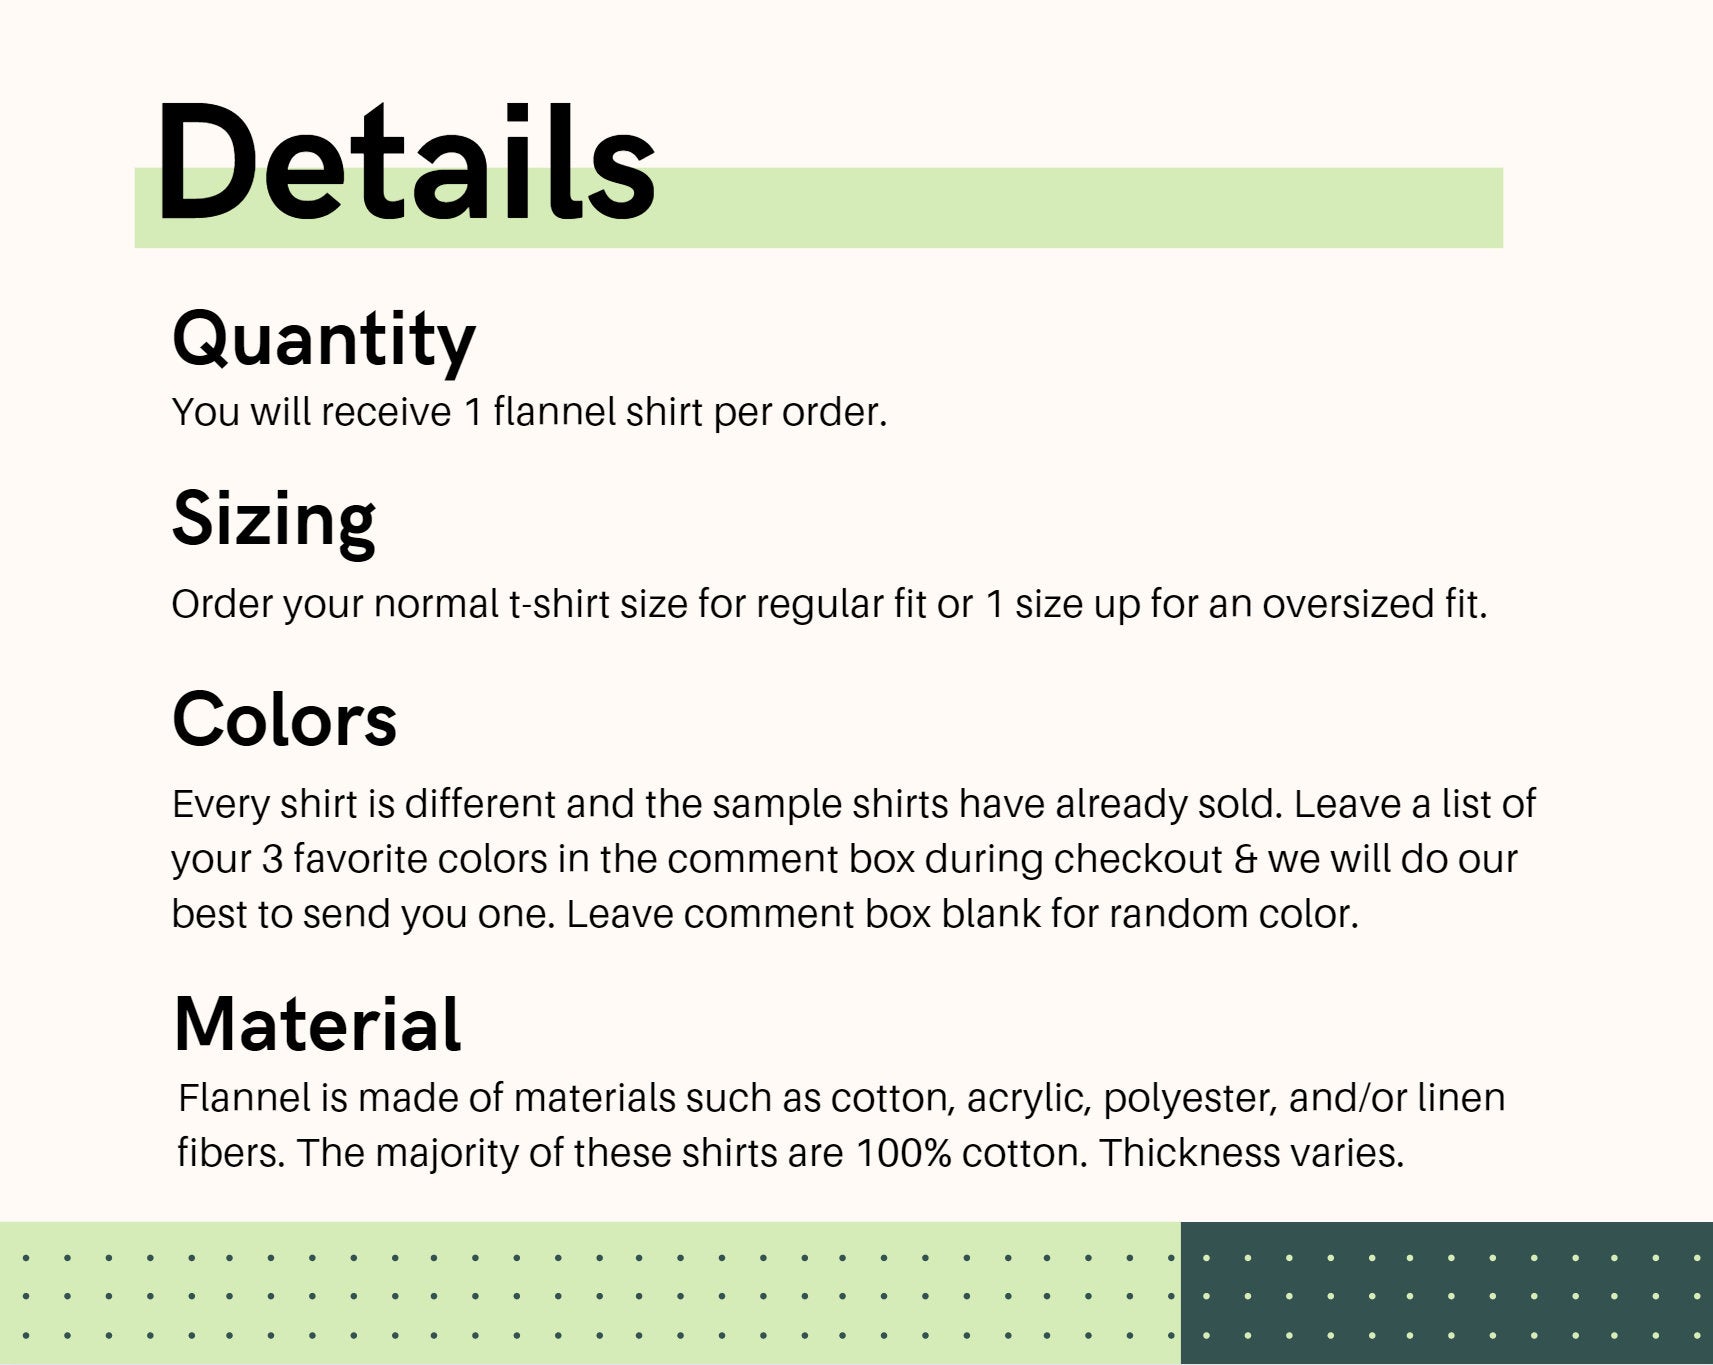 Details
Quantity
You will receive 1 flannel shirt per order.
Sizing
Order your normal t-shirt size for regular fit or 1 size up for an oversized fit.
Colors
Every shirt is different and the sample shirts have already sold. Leave a list of
your 3 favorite colors in the comment box during checkout & we will do our
best to send you one. Leave comment box blank for random color.
Material
Flannel is made of materials such as cotton, acrylic, polyester, and/or linen
fibers. The majority of these shirts are 100% cotton. Thickness varies.